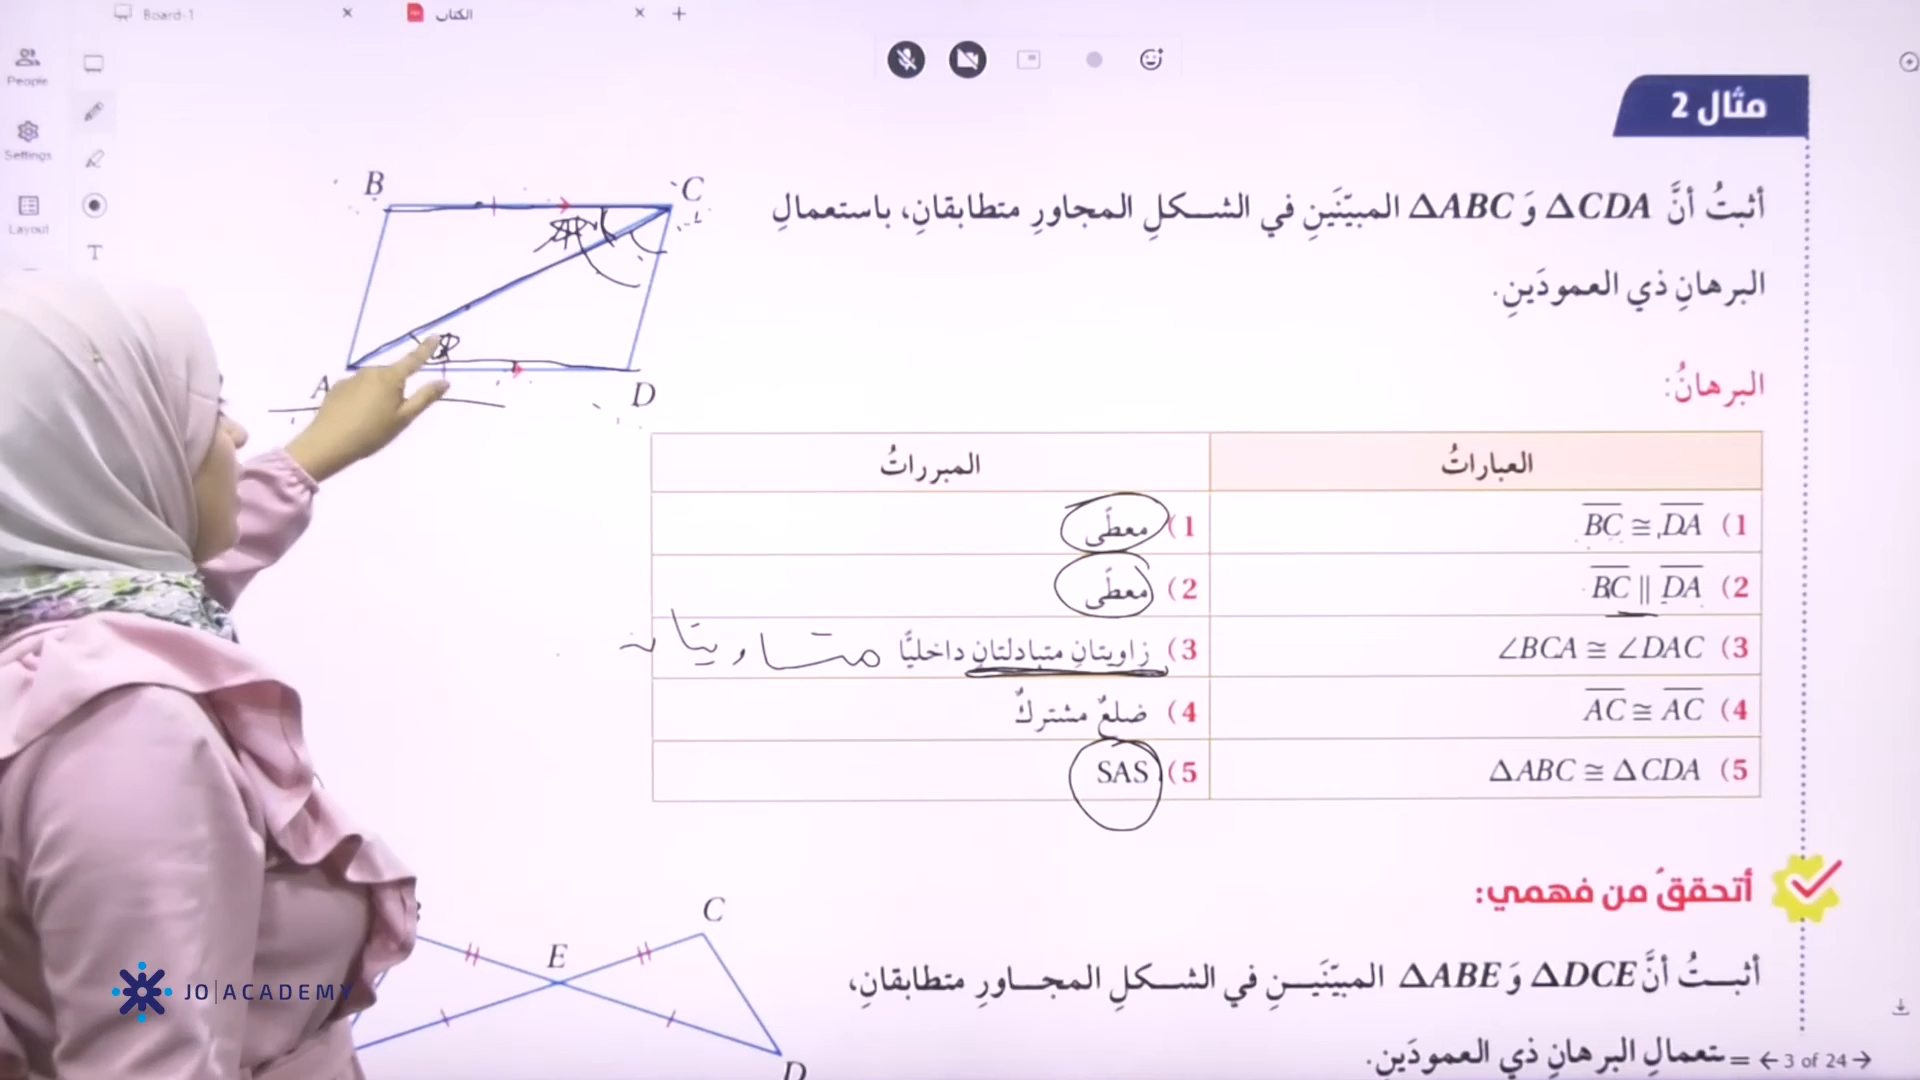 Board-1
الكتاب
People
Settings
Layout
T
مثال 2
أثبتُ أنَّ ΔCDA وَ ΔABC المبيّنَينِ في الشكلِ المجاورِ متطابقانِ، باستعمالِ
البرهانِ ذي العمودَينِ.
B
C
A
D
البرهانُ:
العباراتُ المبرراتُ
1) BC ≅ DA 1) معطًى
2) BC || DA 2) معطًى
3) ∠BCA ≅ ∠DAC 3) زاويتانِ متبادلتانِ داخليًّا متساويتان
4) AC ≅ AC 4) ضلعٌ مشتركٌ
5) ΔABC ≅ ΔCDA 5) SAS
أتحققُ من فهمي:
أثبتُ أنَّ ΔDCE وَ ΔABE المبيّنَينِ في الشكلِ المجاورِ متطابقانِ،
تعمالِ البرهانِ ذي العمودَينِ.
C
E
D
3 of 24
JO|ACADEMY